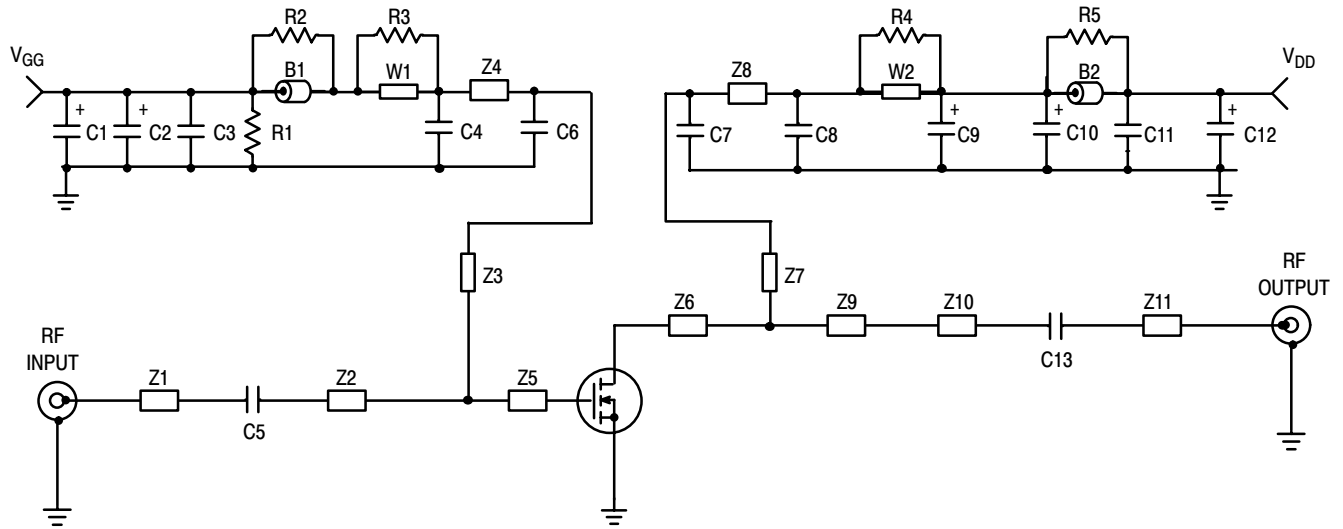 R2
R3
R4
R5
VGG
B1
W1
Z4
Z8
W2
B2
VDD
+
+
+
+
+
C1
C2
C3
R1
C4
C6
C7
C8
C9
C10
C11
C12
Z3
Z7
RF
INPUT
Z1
C5
Z2
Z5
Z6
Z9
Z10
C13
Z11
RF
OUTPUT